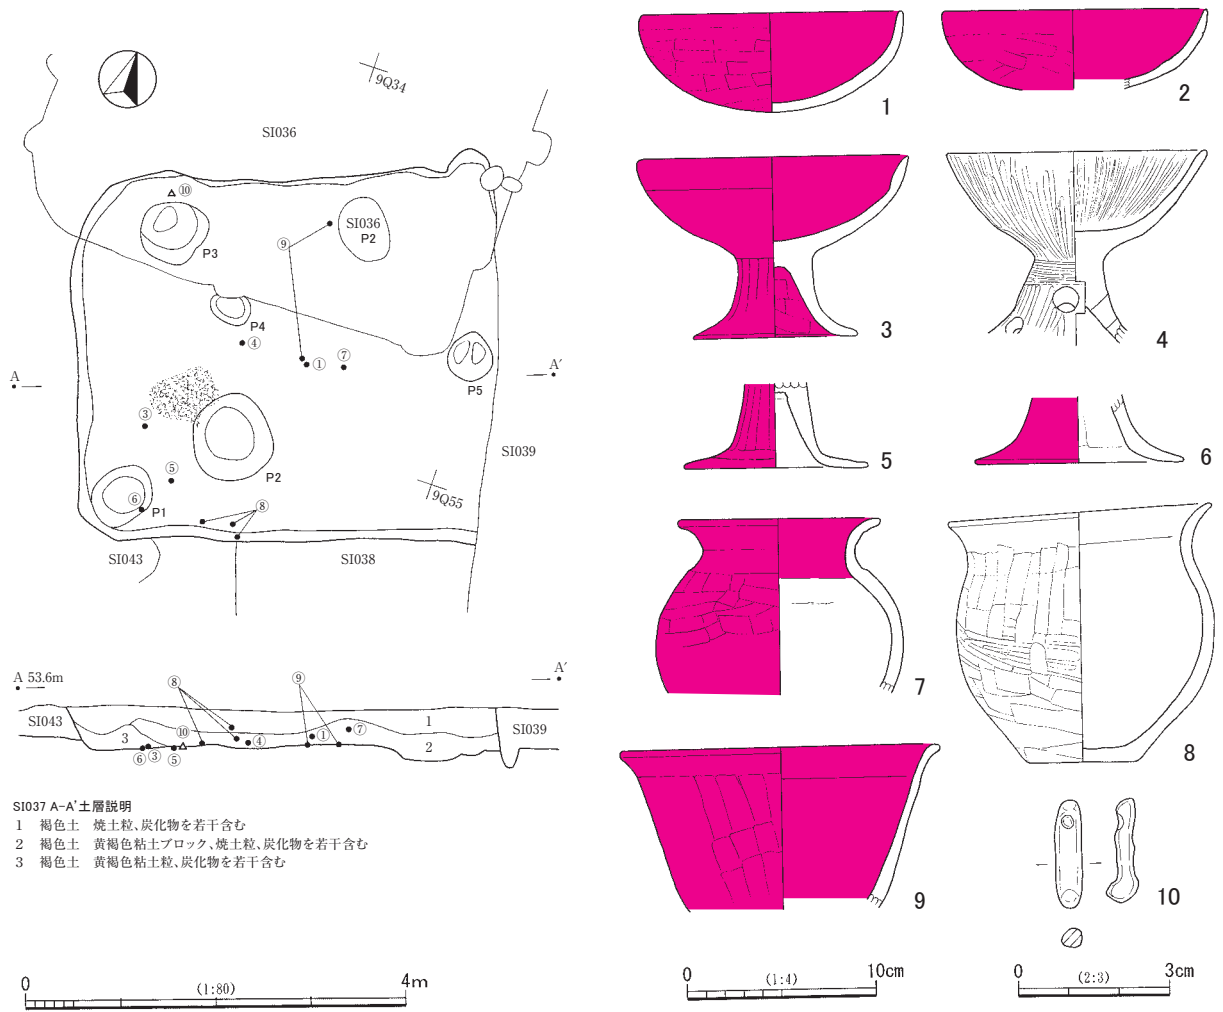 9Q34
SI036
⑩
SI036
P2
P3
⑨
P4
④
①
⑦
A
A′
P5
③
SI039
⑤
P2
9Q55
⑥
P1
⑧
SI043
SI038
A 53.6m
A′
⑧
⑨
SI043
1
SI039
3
⑩
④
①
⑦
2
⑥
③
⑤
SI037 A-A′土層説明
1 褐色土 焼土粒、炭化物を若干含む
2 褐色土 黄褐色粘土ブロック、焼土粒、炭化物を若干含む
3 褐色土 黄褐色粘土粒、炭化物を若干含む
0 (1:80) 4m
1
2
3
4
5
6
7
8
9
10
0 (1:4) 10cm
0 (2:3) 3cm